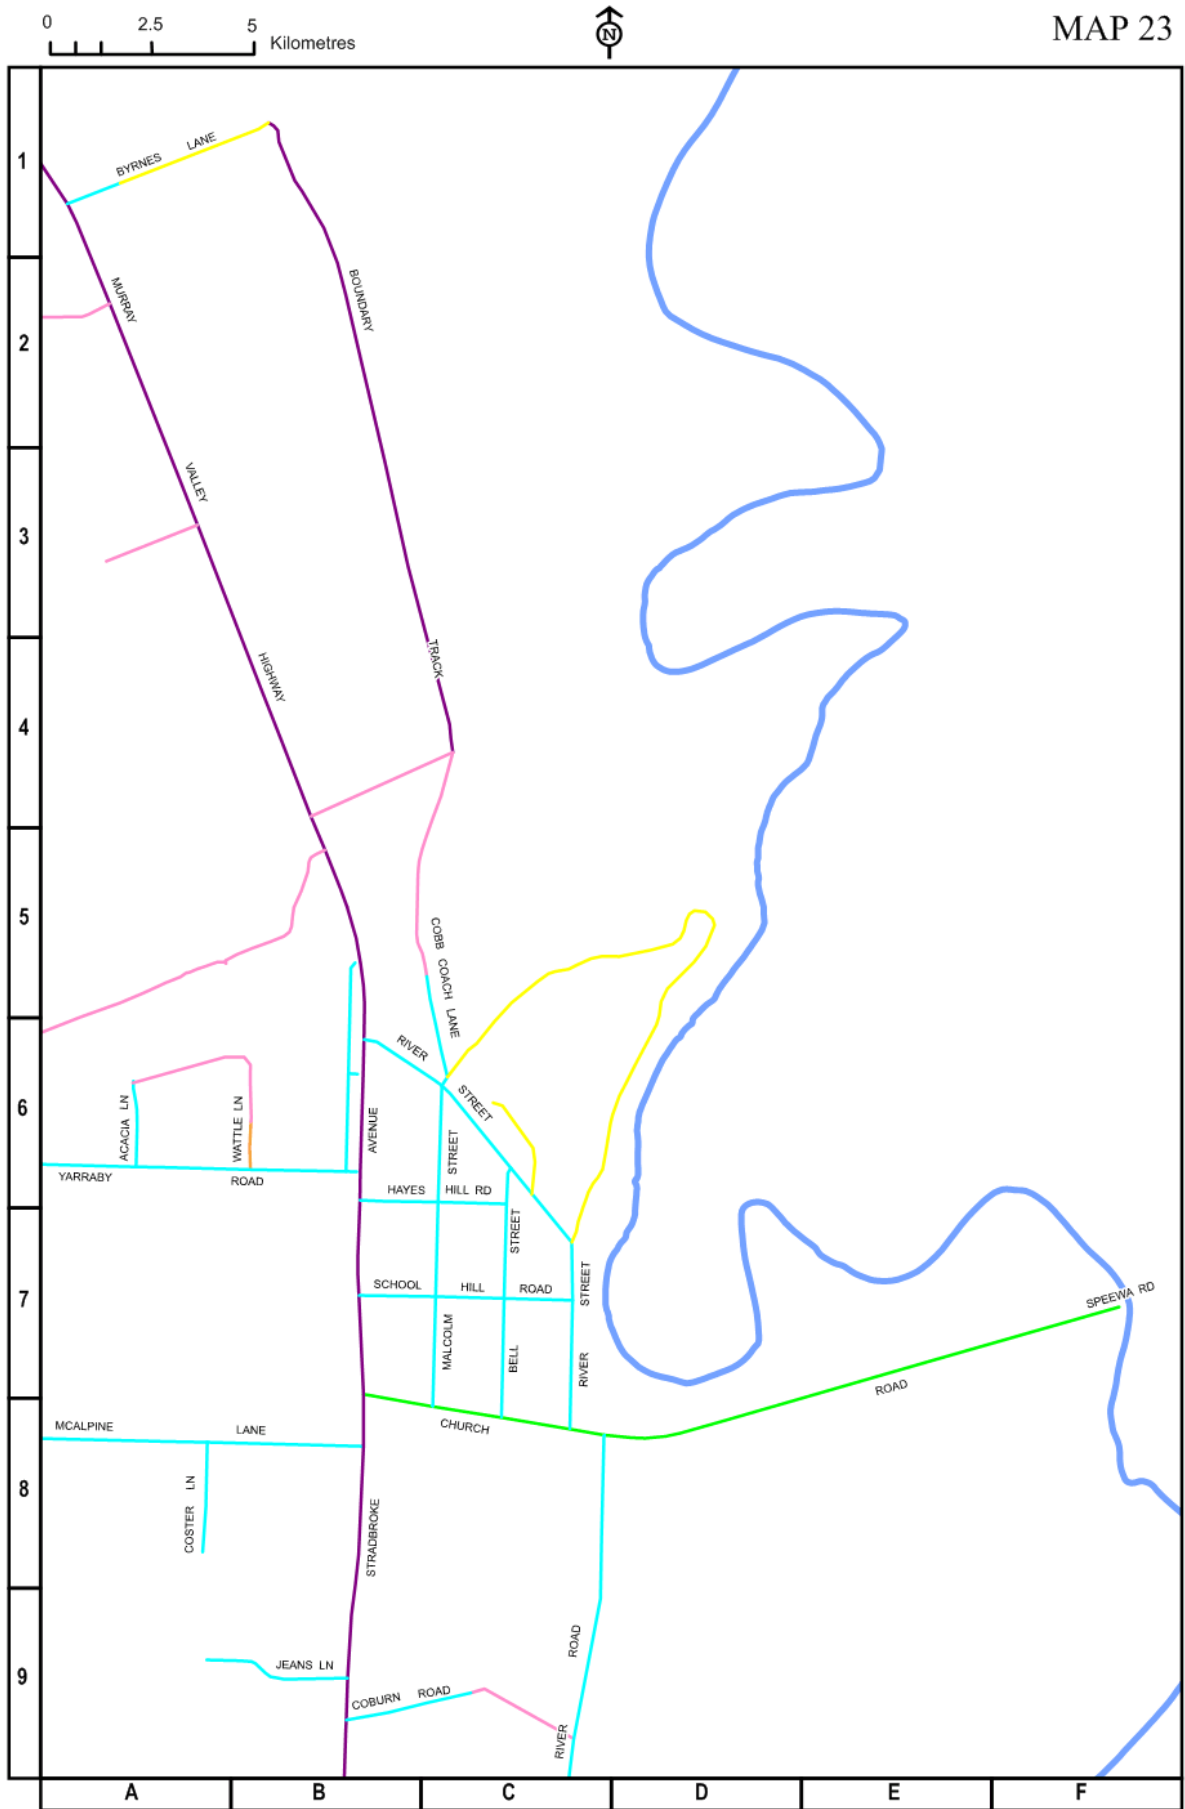 0 2.5 5 Kilometres
N
MAP 23
1
BYRNES LANE
2
MURRAY
BOUNDARY
3
VALLEY
4
HIGHWAY
TRACK
5
COBB COACH LANE
6
RIVER
STREET
ACACIA LN
WATTLE LN
AVENUE
STREET
YARRABY ROAD
HAYES HILL RD
STREET
7
SCHOOL HILL ROAD
STREET
SPEEWA RD
MALCOLM
BELL
RIVER
ROAD
CHURCH
MCALPINE LANE
8
COSTER LN
STRADBROKE
9
JEANS LN
ROAD
COBURN ROAD
RIVER
A B C D E F